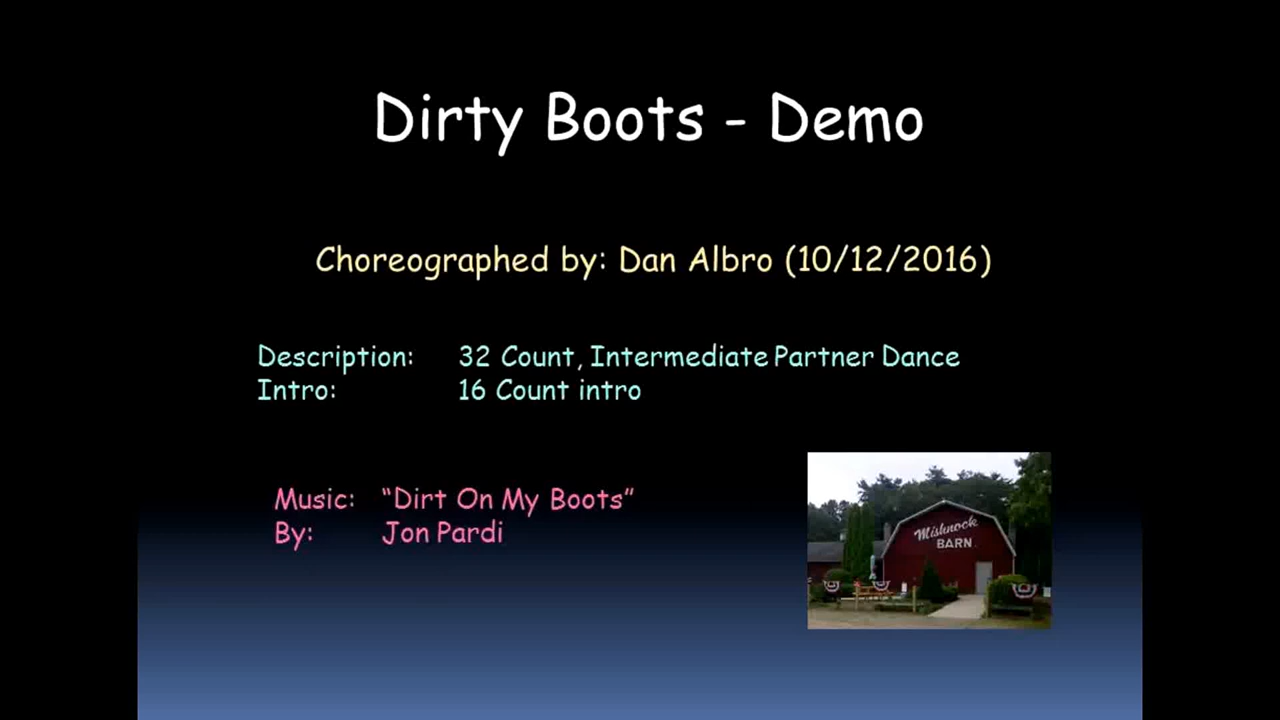 Dirty Boots - Demo
Choreographed by: Dan Albro (10/12/2016)
Description: 32 Count, Intermediate Partner Dance
Intro: 16 Count intro
Music: “Dirt On My Boots”
By: Jon Pardi
Mishnock
BARN